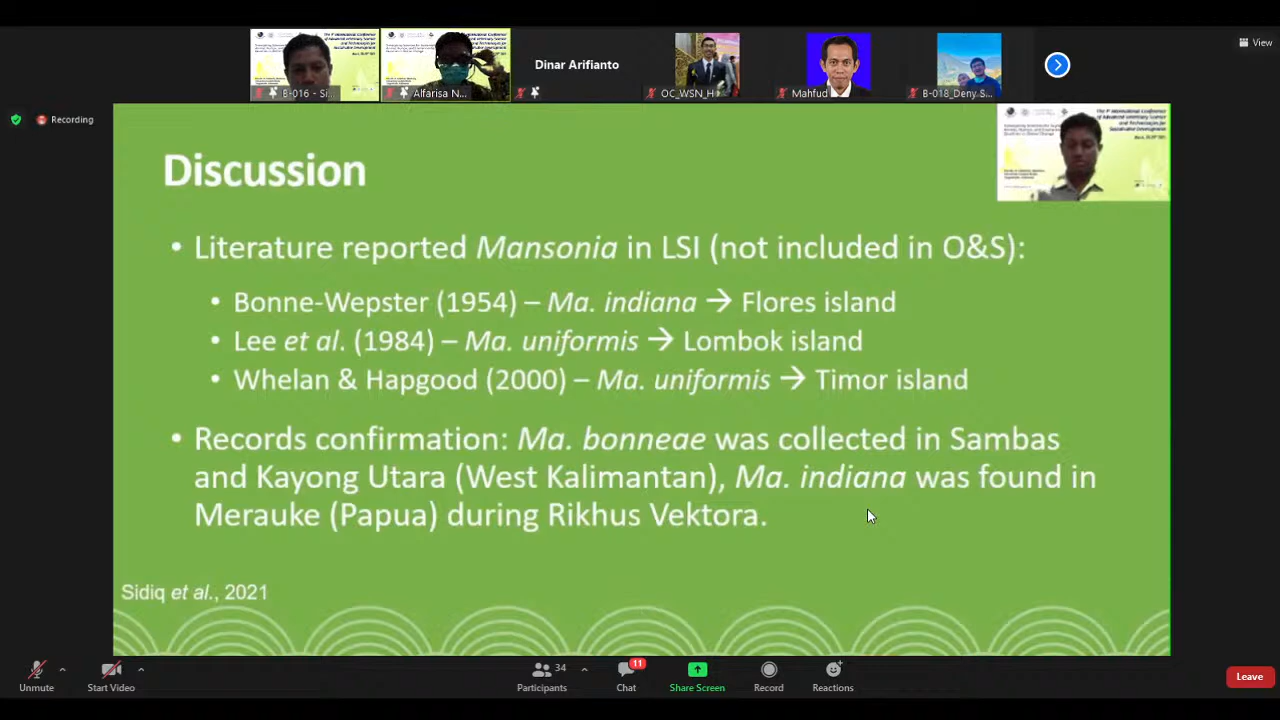 View
Dinar Arifianto
B-016 - Si...
Alfarisa N...
OC_WSN_H
Mahfud
B-018_Deny.S...
Recording
Discussion
• Literature reported Mansonia in LSI (not included in O&S):
• Bonne-Wepster (1954) – Ma. indiana → Flores island
• Lee et al. (1984) – Ma. uniformis → Lombok island
• Whelan & Hapgood (2000) – Ma. uniformis → Timor island
• Records confirmation: Ma. bonneae was collected in Sambas
and Kayong Utara (West Kalimantan), Ma. indiana was found in
Merauke (Papua) during Rikhus Vektora.
Sidiq et al., 2021
Unmute
Start Video
Participants
34
Chat
11
Share Screen
Record
Reactions
Leave